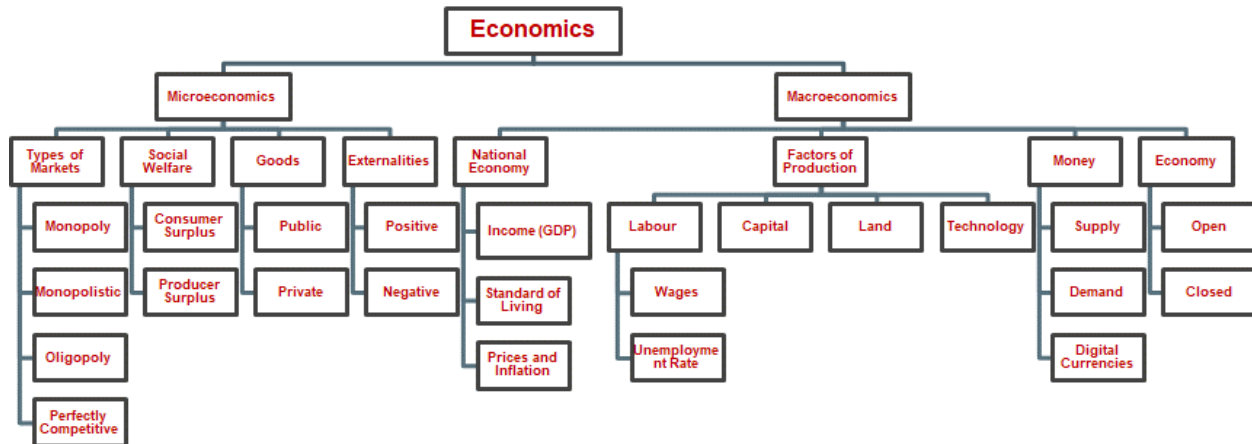 Economics
Microeconomics
Macroeconomics
Types of
Markets
Social
Welfare
Goods
Externalities
National
Economy
Factors of
Production
Money
Economy
Monopoly
Consumer
Surplus
Public
Positive
Income (GDP)
Labour
Capital
Land
Technology
Supply
Open
Monopolistic
Producer
Surplus
Private
Negative
Standard of
Living
Wages
Demand
Closed
Oligopoly
Prices and
Inflation
Unemployme
nt Rate
Digital
Currencies
Perfectly
Competitive